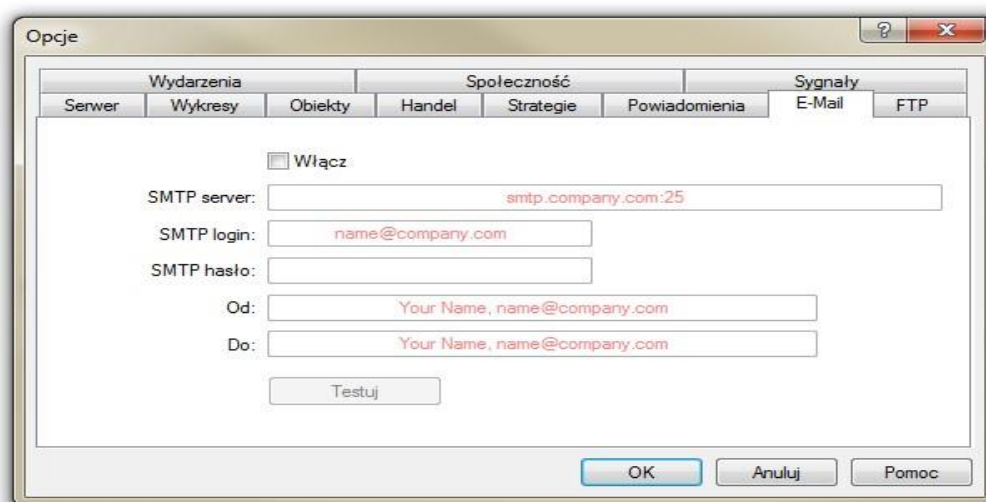 Opcje
Wydarzenia Społeczność Sygnały
Serwer Wykresy Obiekty Handel Strategie Powiadomienia E-Mail FTP
Włącz
SMTP server: smtp.company.com:25
SMTP login: name@company.com
SMTP hasło:
Od: Your Name, name@company.com
Do: Your Name, name@company.com
Testuj
OK Anuluj Pomoc